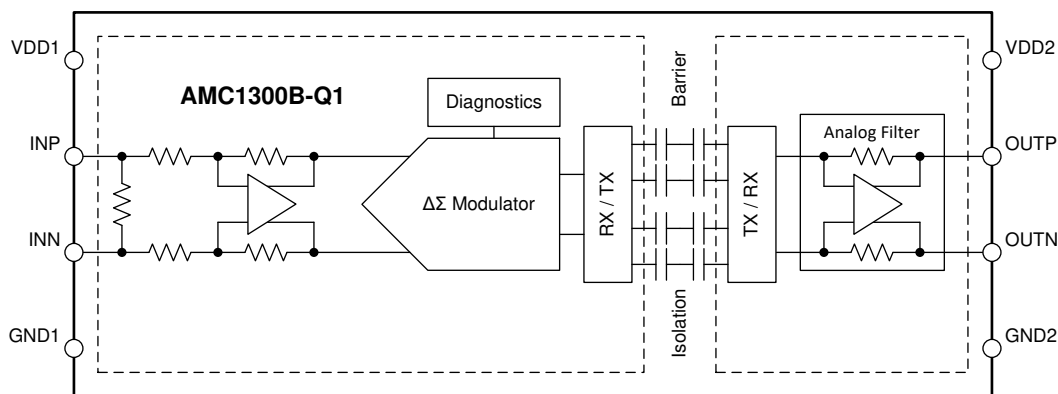 VDD1
VDD2
AMC1300B-Q1
Diagnostics
Barrier
Analog Filter
INP
OUTP
ΔΣ Modulator
RX / TX
TX / RX
INN
OUTN
Isolation
GND1
GND2